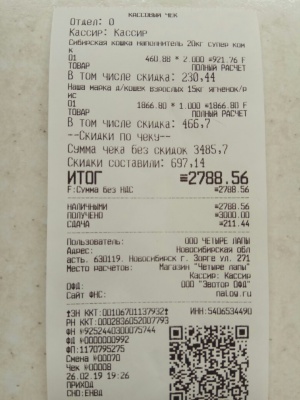 КАССОВЫЙ ЧЕК
Отдел: 0
Кассир: Кассир
Сибирская кошка наполнитель 20кг супер ком
к
01 460.88 * 2.000 =921.76 F
ТОВАР ПОЛНЫЙ РАСЧЕТ
В том числе скидка: 230,44
Наша марка д/кошек взрослых 15кг ягненок/р
ис
01 1866.80 * 1.000 =1866.80 F
ТОВАР ПОЛНЫЙ РАСЧЕТ
В том числе скидка: 466,7
--Скидки по чеку--
Сумма чека без скидок 3485,7
Скидки составили: 697,14
ИТОГ =2788.56
F:Сумма без НДС =2788.56
НАЛИЧНЫМИ =2788.56
ПОЛУЧЕНО =3000.00
СДАЧА =211.44
Пользователь: ООО ЧЕТЫРЕ ЛАПЫ
Адрес: Новосибирская обл
асть. 630119. Новосибирск г. Зорге ул. 271
Место расчетов: Магазин "Четыре лапы"
Кассир: Кассир
ОФД: ООО "Эвотор ОФД"
Сайт ФНС: nalog.ru
ЗН ККТ:00106701137932
ИНН:5406534490
РН ККТ:0002836052007793
ФН №9252440300075744
ФД №0000000992
ФП:1170795275
Смена №0070
Чек №0008
26.02.19 19:26
ПРИХОД
СНО:ЕНВД